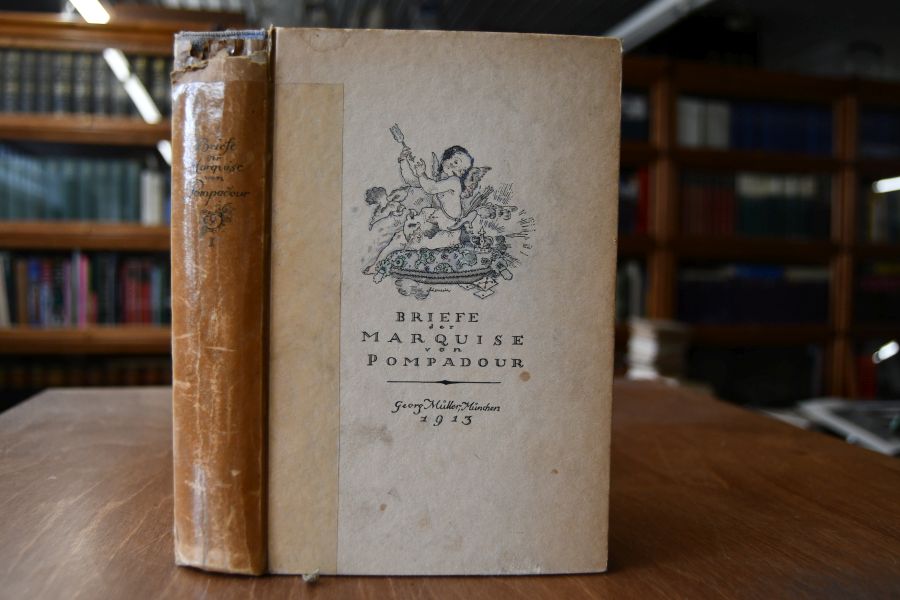 Briefe
der
Marquise
von
Pompadour
I
BRIEFE
der
MARQUISE
von
POMPADOUR
Georg Müller, München
1913